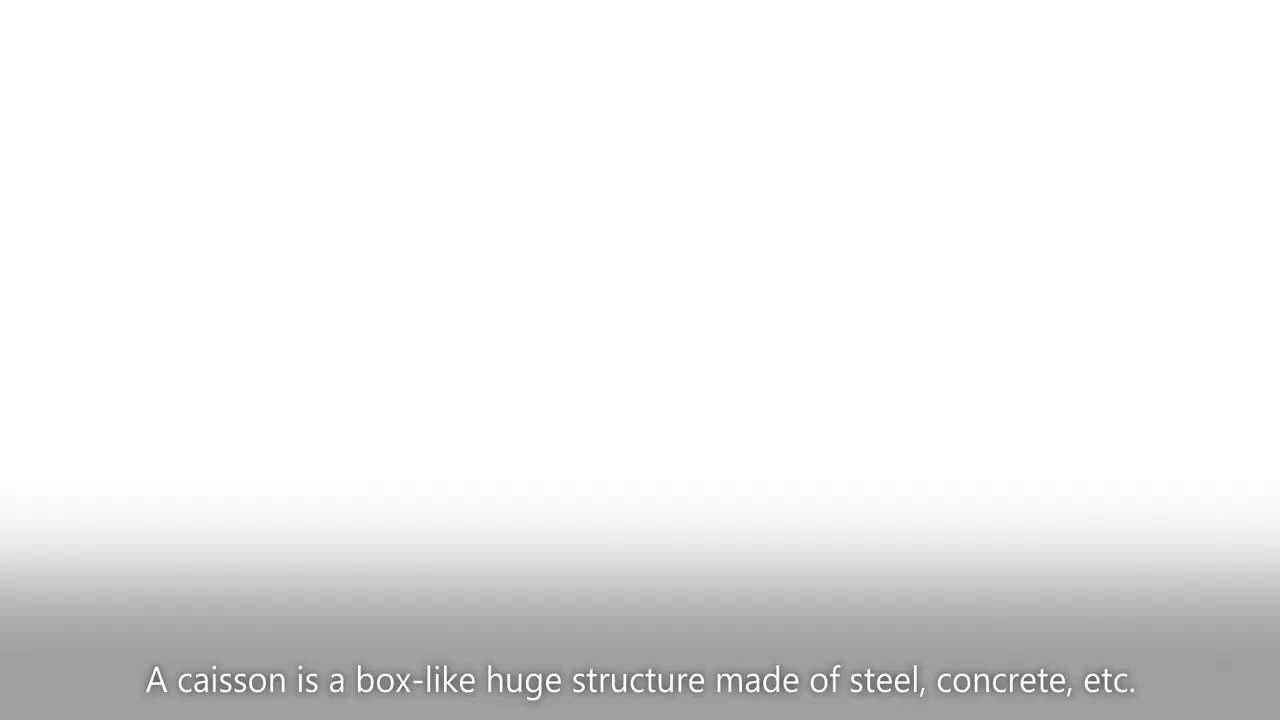 A caisson is a box-like huge structure made of steel, concrete, etc.